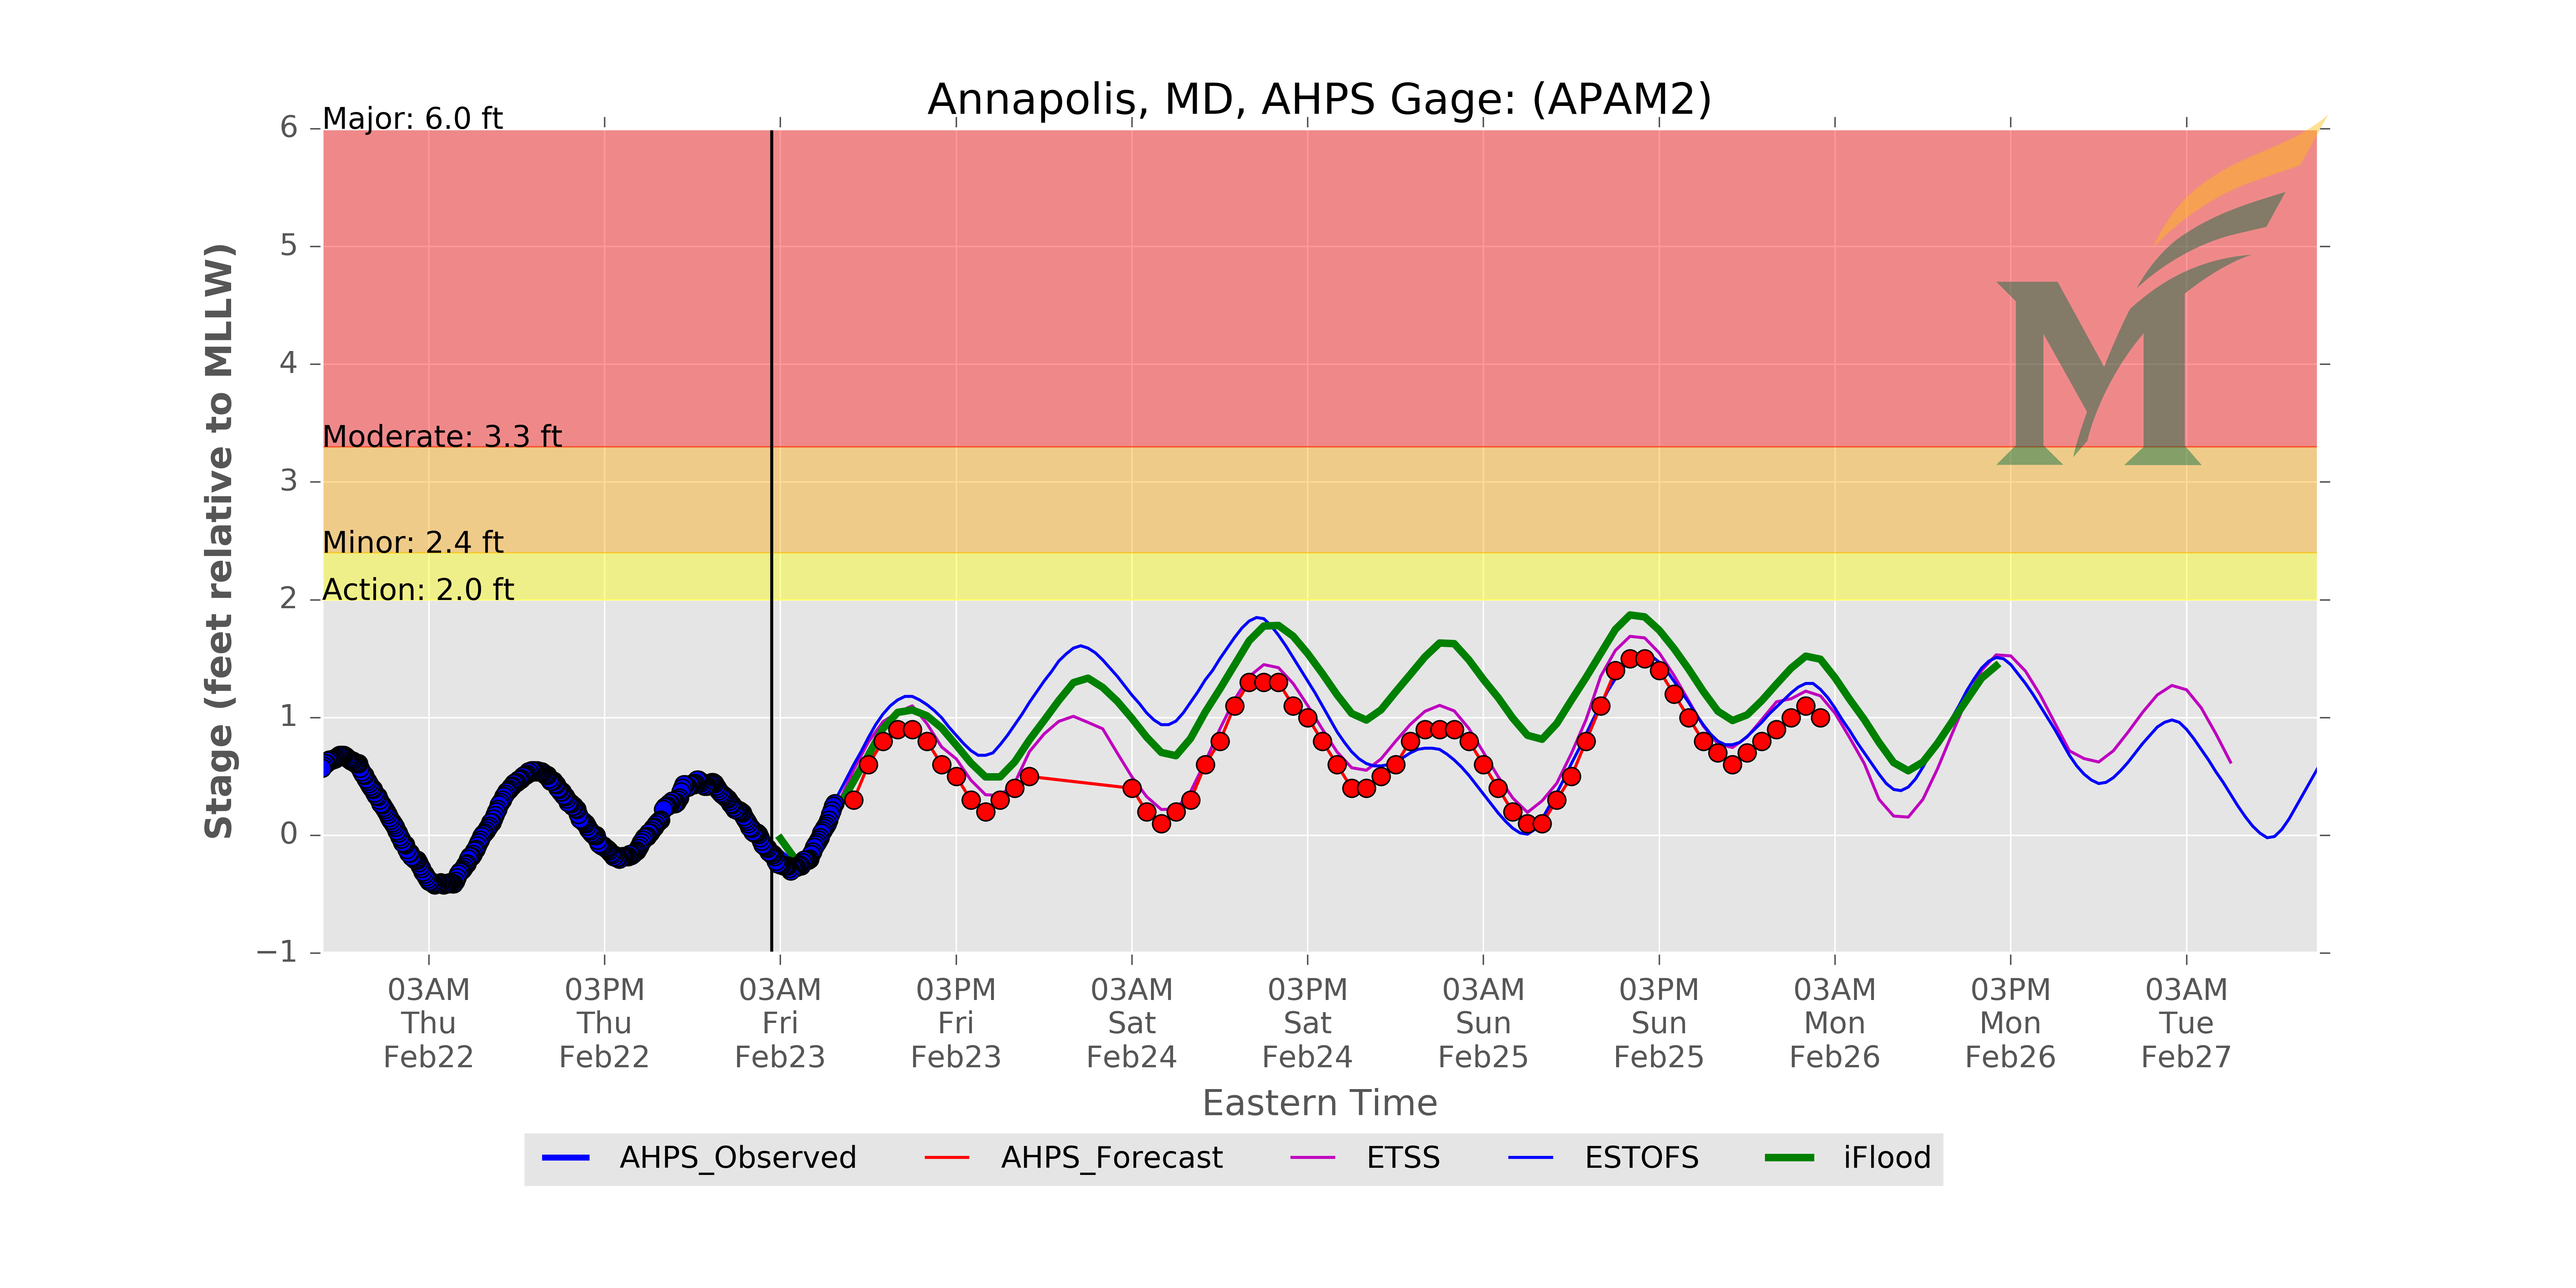 Annapolis, MD, AHPS Gage: (APAM2)
Major: 6.0 ft
Moderate: 3.3 ft
Minor: 2.4 ft
Action: 2.0 ft
6
5
4
3
2
1
0
−1
Stage (feet relative to MLLW)
03AM 03PM 03AM 03PM 03AM 03PM 03AM 03PM 03AM 03PM 03AM
Thu Thu Fri Fri Sat Sat Sun Sun Mon Mon Tue
Feb22 Feb22 Feb23 Feb23 Feb24 Feb24 Feb25 Feb25 Feb26 Feb26 Feb27
Eastern Time
AHPS_Observed AHPS_Forecast ETSS ESTOFS iFlood
M